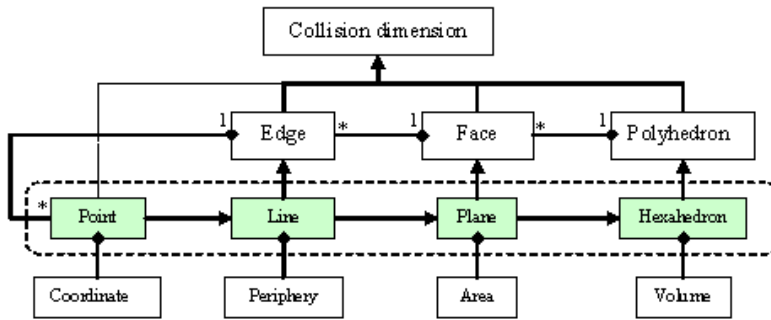 Collision dimension
1 Edge * 1 Face * 1 Polyhedron
* Point Line Plane Hexahedron
Coordinate Periphery Area Volume